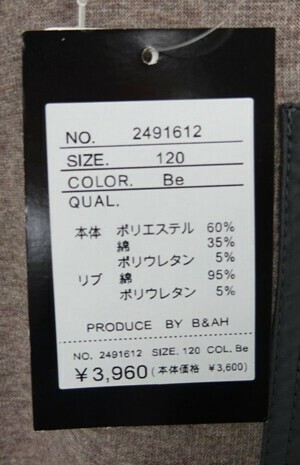 NO. 2491612
SIZE. 120
COLOR. Be
QUAL.
本体 ポリエステル 60%
綿 35%
ポリウレタン 5%
リブ 綿 95%
ポリウレタン 5%
PRODUCE BY B&AH
NO. 2491612 SIZE. 120 COL. Be
¥3,960(本体価格 ¥3,600)